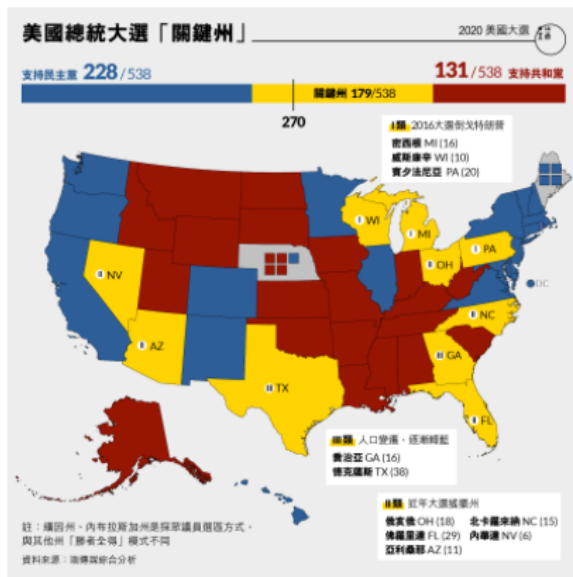 美國總統大選「關鍵州」
2020 美國大選
支持民主黨 228/538
131/538 支持共和黨
關鍵州 179/538
270
I類 2016大選倒戈特朗普
密西根 MI (16)
威斯康辛 WI (10)
賓夕法尼亞 PA (20)
I WI
I MI
I PA
II OH
II NV
DC
II NC
II AZ
III GA
III TX
II FL
III類 人口變遷,逐漸轉藍
喬治亞 GA (16)
德克薩斯 TX (38)
II類 近年大選搖擺州
俄亥俄 OH (18) 北卡羅來納 NC (15)
佛羅里達 FL (29) 內華達 NV (6)
亞利桑那 AZ (11)
註:緬因州、內布拉斯加州是採眾議員選區方式,
與其他州「勝者全得」模式不同
資料來源:端傳媒綜合分析